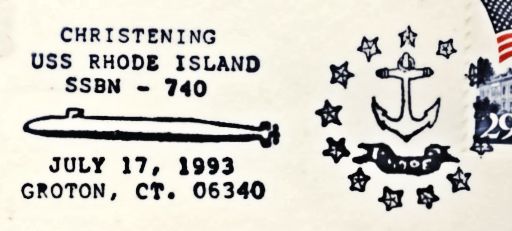 CHRISTENING
USS RHODE ISLAND
SSBN - 740
JULY 17, 1993
GROTON, CT. 06340
29